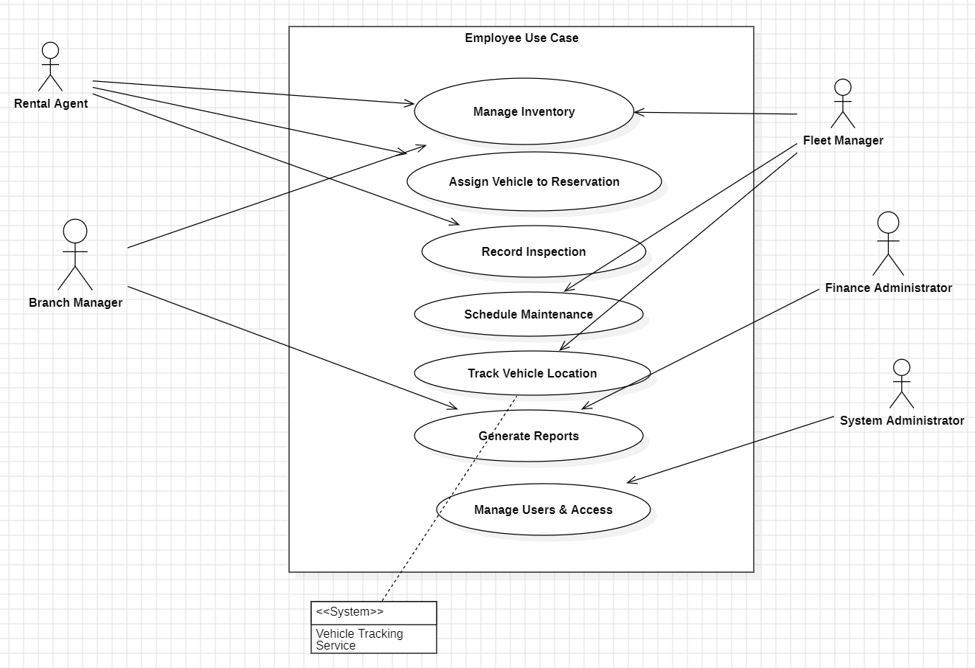 Employee Use Case
Rental Agent
Manage Inventory
Fleet Manager
Assign Vehicle to Reservation
Record Inspection
Finance Administrator
Branch Manager
Schedule Maintenance
Track Vehicle Location
System Administrator
Generate Reports
Manage Users & Access
<<System>>
Vehicle Tracking
Service